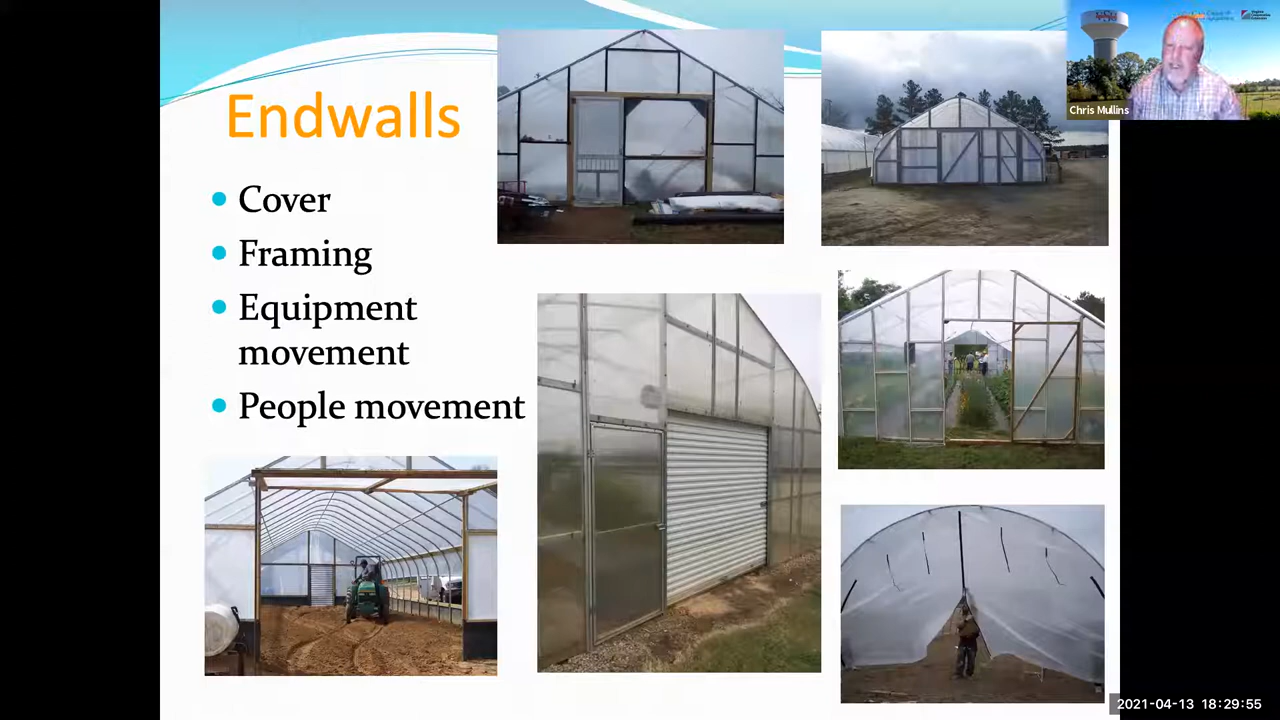 Endwalls
Cover
Framing
Equipment
movement
People movement
Chris Mullins
2021-04-13 18:29:55